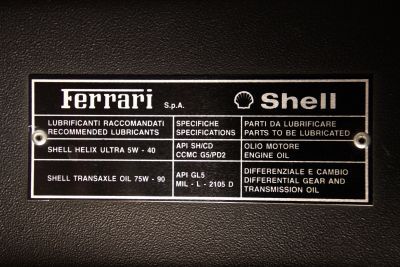 Ferrari S.p.A.
Shell
LUBRIFICANTI RACCOMANDATI
RECOMMENDED LUBRICANTS
SPECIFICHE
SPECIFICATIONS
PARTI DA LUBRIFICARE
PARTS TO BE LUBRICATED
SHELL HELIX ULTRA 5W - 40
API SH/CD
CCMC G5/PD2
OLIO MOTORE
ENGINE OIL
SHELL TRANSAXLE OIL 75W - 90
API GL5
MIL - L - 2105 D
DIFFERENZIALE E CAMBIO
DIFFERENTIAL GEAR AND
TRANSMISSION OIL